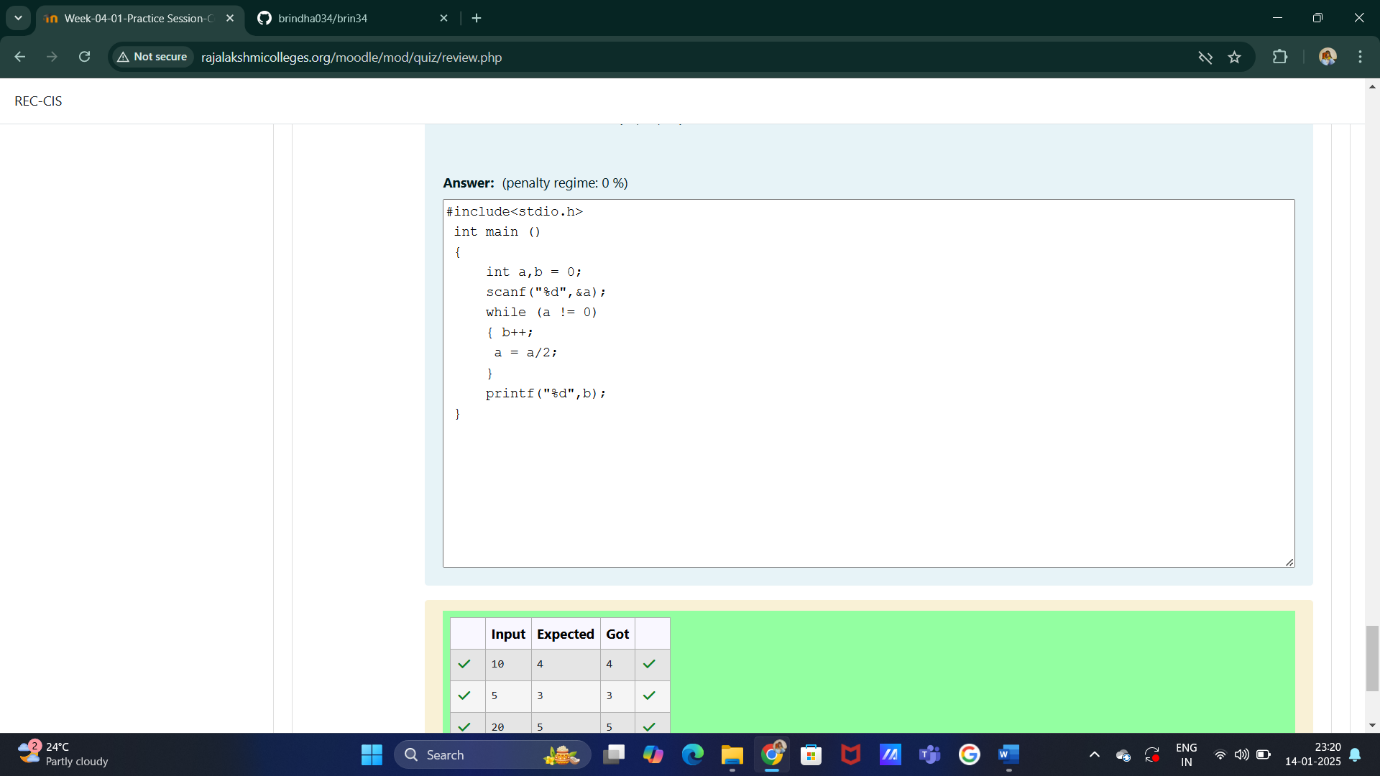 Week-04-01-Practice Session-C
brindha034/brin34
Not secure
rajalakshmicolleges.org/moodle/mod/quiz/review.php
REC-CIS
Answer: (penalty regime: 0 %)
#include<stdio.h>
int main ()
{
int a,b = 0;
scanf("%d",&a);
while (a != 0)
{ b++;
a = a/2;
}
printf("%d",b);
}
Input Expected Got
10 4 4
5 3 3
20 5 5
2
24°C
Partly cloudy
Search
ENG
IN
23:20
14-01-2025